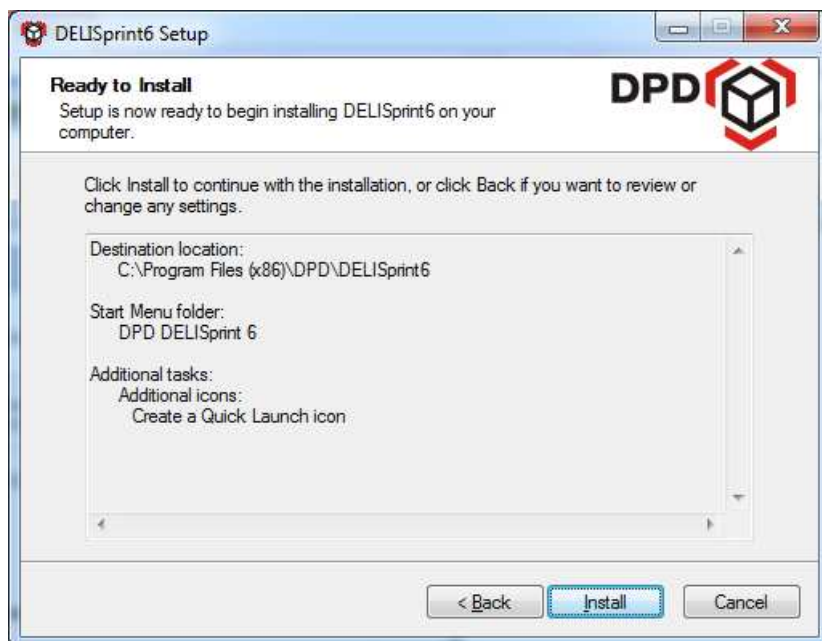 DELISprint6 Setup
Ready to Install
Setup is now ready to begin installing DELISprint6 on your
computer.
DPD
Click Install to continue with the installation, or click Back if you want to review or
change any settings.
Destination location:
C:\Program Files (x86)\DPD\DELISprint6
Start Menu folder:
DPD DELISprint 6
Additional tasks:
Additional icons:
Create a Quick Launch icon
< Back
Install
Cancel